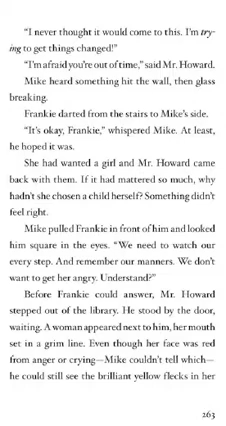 “I never thought it would come to this. I’m try-
ing to get things changed!”
“I’m afraid you’re out of time,” said Mr. Howard.
Mike heard something hit the wall, then glass
breaking.
Frankie darted from the stairs to Mike’s side.
“It’s okay, Frankie,” whispered Mike. At least,
he hoped it was.
She had wanted a girl and Mr. Howard came
back with them. If it had mattered so much, why
hadn’t she chosen a child herself? Something didn’t
feel right.
Mike pulled Frankie in front of him and looked
him square in the eyes. “We need to watch our
every step. And remember our manners. We don’t
want to get her angry. Understand?”
Before Frankie could answer, Mr. Howard
stepped out of the library. He stood by the door,
waiting. A woman appeared next to him, her mouth
set in a grim line. Even though her face was red
from anger or crying—Mike couldn’t tell which—
he could still see the brilliant yellow flecks in her
263